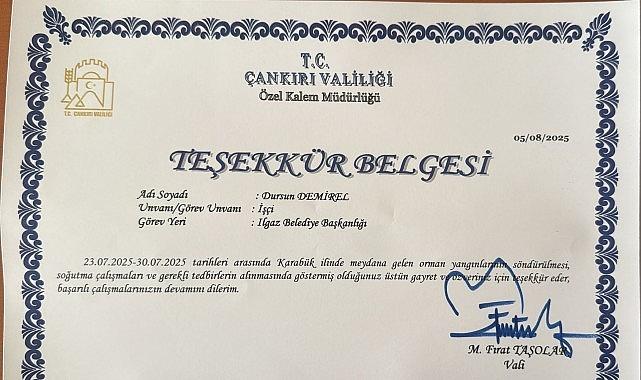 T.C.
ÇANKIRI VALİLİĞİ
Özel Kalem Müdürlüğü
T.C. ÇANKIRI VALİLİĞİ
05/08/2025
TEŞEKKÜR BELGESİ
Adı Soyadı : Dursun DEMİREL
Unvanı/Görev Unvanı : İşçi
Görev Yeri : Ilgaz Belediye Başkanlığı
23.07.2025-30.07.2025 tarihleri arasında Karabük ilinde meydana gelen orman yangınlarının söndürülmesi,
soğutma çalışmaları ve gerekli tedbirlerin alınmasında göstermiş olduğunuz üstün gayret ve özveriniz için teşekkür eder,
başarılı çalışmalarınızın devamını dilerim.
M. Fırat TAŞOLAR
Vali